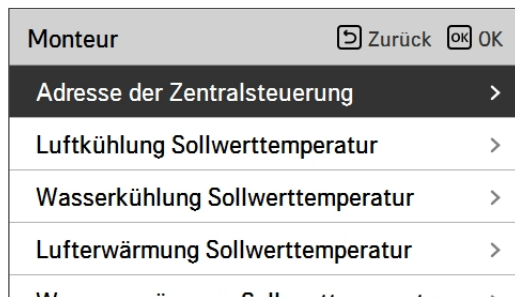 Monteur Zurück OK OK
Adresse der Zentralsteuerung >
Luftkühlung Sollwerttemperatur >
Wasserkühlung Sollwerttemperatur >
Lufterwärmung Sollwerttemperatur >